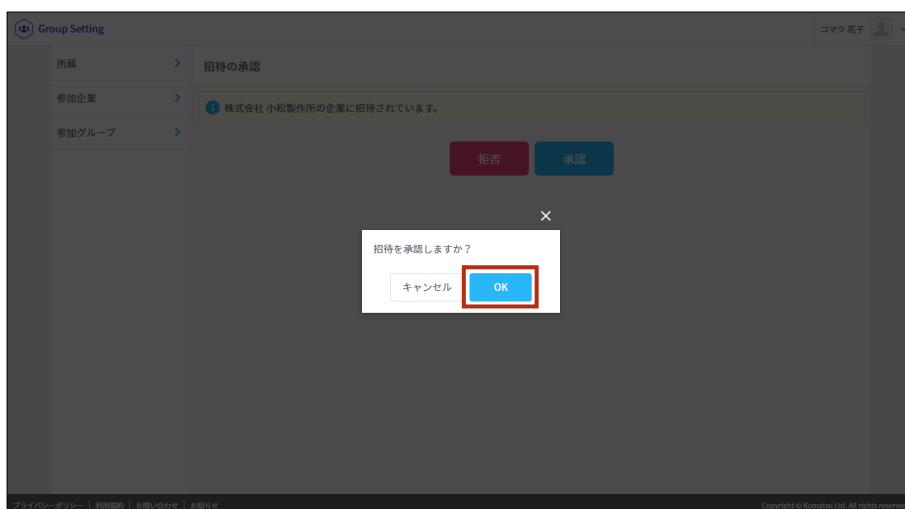 Group Setting
コマツ 花子
所属
招待の承認
参加企業
株式会社 小松製作所の企業に招待されています。
参加グループ
拒否
承認
招待を承認しますか？
キャンセル
OK
プライバシーポリシー | 利用規約 | お問い合わせ | お知らせ
Copyright © Komatsu Ltd. All rights reserved